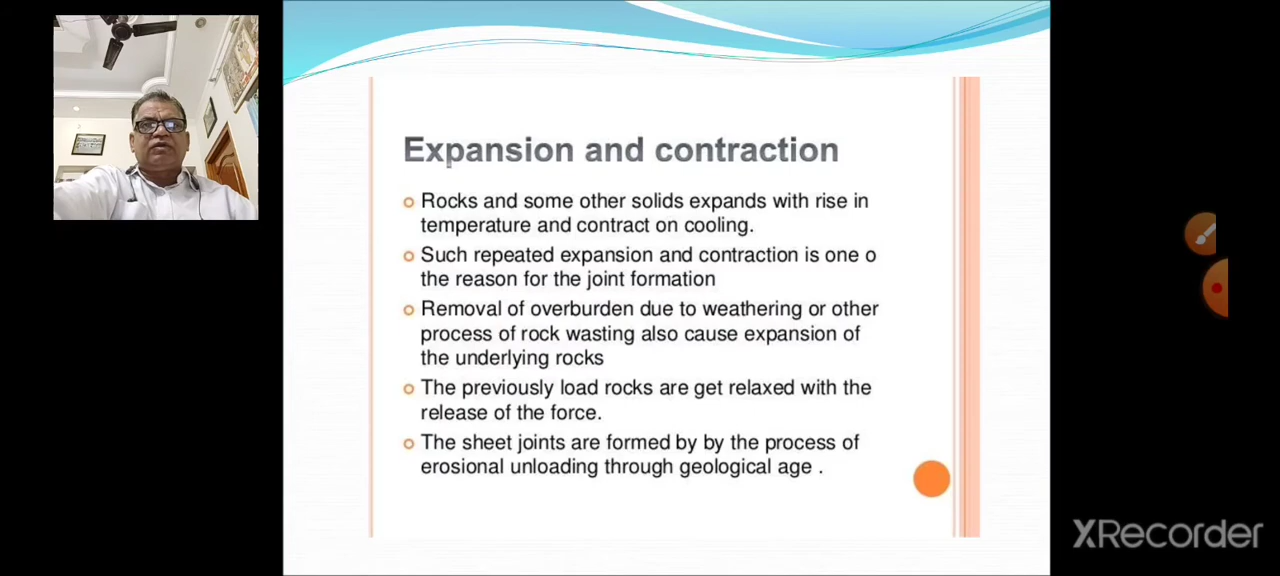 Expansion and contraction
Rocks and some other solids expands with rise in
temperature and contract on cooling.
Such repeated expansion and contraction is one o
the reason for the joint formation
Removal of overburden due to weathering or other
process of rock wasting also cause expansion of
the underlying rocks
The previously load rocks are get relaxed with the
release of the force.
The sheet joints are formed by by the process of
erosional unloading through geological age .
XRecorder